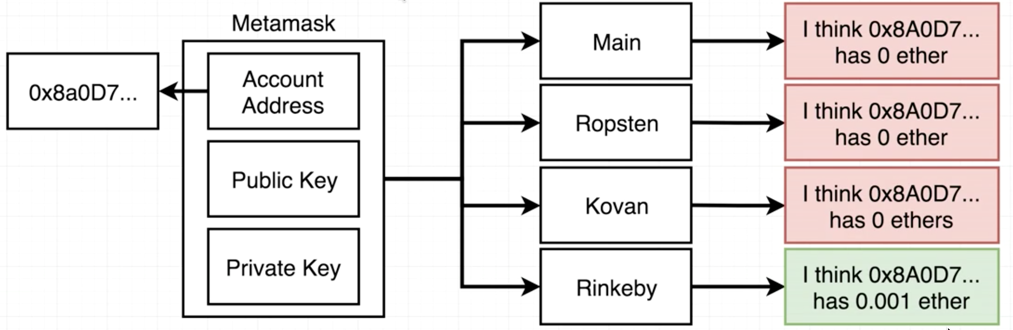 Metamask
0x8a0D7...
Account
Address
Public Key
Private Key
Main
Ropsten
Kovan
Rinkeby
I think 0x8A0D7...
has 0 ether
I think 0x8A0D7...
has 0 ether
I think 0x8A0D7...
has 0 ethers
I think 0x8A0D7...
has 0.001 ether